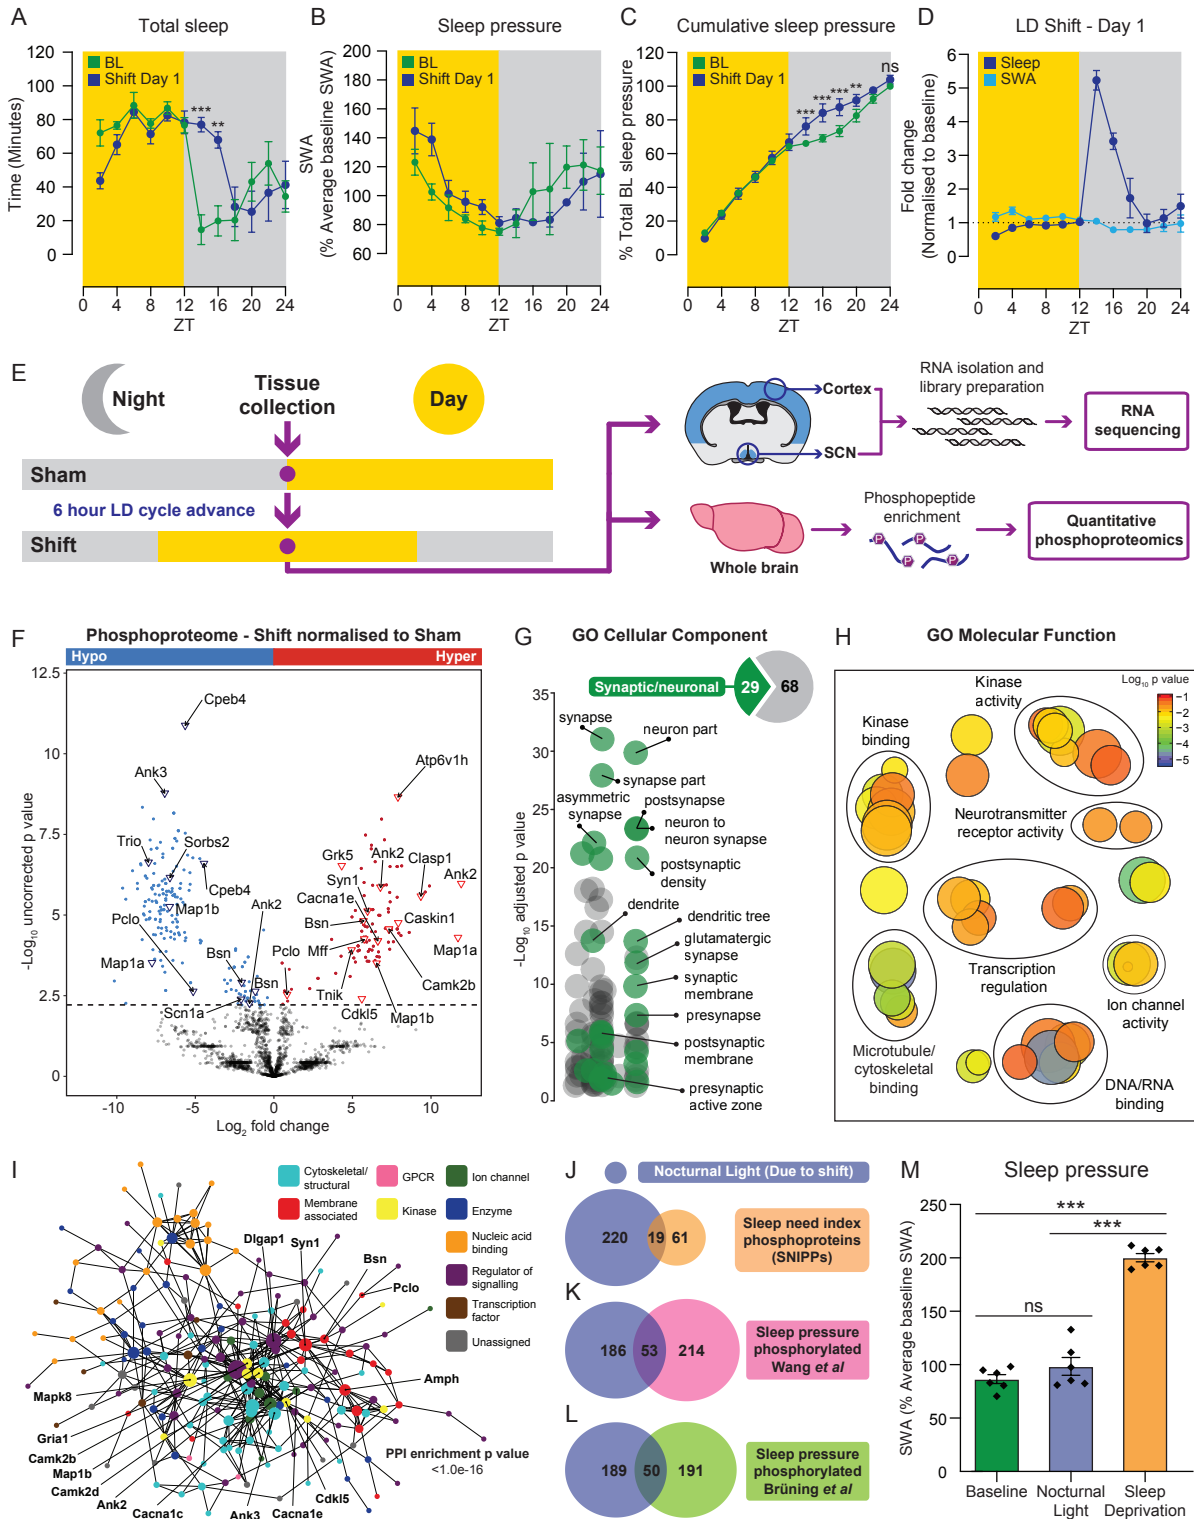 A
Total sleep
BL
Shift Day 1
Time (Minutes)
120
100
80
60
40
20
0
***
**
0 4 8 12 16 20 24
ZT
B
Sleep pressure
BL
Shift Day 1
SWA
(% Average baseline SWA)
200
180
160
140
120
100
80
60
0 4 8 12 16 20 24
ZT
C
Cumulative sleep pressure
BL
Shift Day 1
% Total BL sleep pressure
120
100
80
60
40
20
0
*** *** *** ** ns
0 4 8 12 16 20 24
ZT
D
LD Shift - Day 1
Sleep
SWA
Fold change
(Normalised to baseline)
6
5
4
3
2
1
0
0 4 8 12 16 20 24
ZT
E
Night
Tissue
collection
Day
Sham
6 hour LD cycle advance
Shift
Cortex
SCN
RNA isolation and
library preparation
RNA
sequencing
Whole brain
Phosphopeptide
enrichment
P P P P
Quantitative
phosphoproteomics
F
Phosphoproteome - Shift normalised to Sham
Hypo Hyper
-Log10 uncorrected p value
12.5
10
7.5
5
2.5
0
Cpeb4
Ank3
Atp6v1h
Trio
Sorbs2
Grk5
Ank2
Clasp1
Cpeb4
Syn1
Ank2
Map1b
Ank2
Cacna1e
Pclo
Bsn
Caskin1
Map1a
Bsn
Pclo
Mff
Map1a
Bsn
Tnik
Camk2b
Scn1a
Cdkl5
Map1b
-10 -5 0 5 10
Log2 fold change
G
GO Cellular Component
Synaptic/neuronal
29
68
-Log10 adjusted p value
35
30
25
20
15
10
5
0
synapse
neuron part
synapse part
asymmetric
synapse
postsynapse
neuron to
neuron synapse
postsynaptic
density
dendrite
dendritic tree
glutamatergic
synapse
synaptic
membrane
presynapse
postsynaptic
membrane
presynaptic
active zone
H
GO Molecular Function
Kinase
activity
Log10 p value
-1
-2
-3
-4
-5
Kinase
binding
Neurotransmitter
receptor activity
Transcription
regulation
Ion channel
activity
Microtubule/
cytoskeletal
binding
DNA/RNA
binding
I
Cytoskeletal/
structural
GPCR
Ion channel
Membrane
associated
Kinase
Enzyme
Nucleic acid
binding
Regulator of
signalling
Transcription
factor
Unassigned
Dlgap1
Syn1
Bsn
Pclo
Amph
Mapk8
Gria1
Camk2b
Map1b
Camk2d
Ank2
Cacna1c
Ank3
Cacna1e
Cdkl5
PPI enrichment p value
<1.0e-16
J
Nocturnal Light (Due to shift)
220 19 61
Sleep need index
phosphoproteins
(SNIPPs)
K
186 53 214
Sleep pressure
phosphorylated
Wang et al
L
189 50 191
Sleep pressure
phosphorylated
Brüning et al
M
Sleep pressure
SWA (% Average baseline SWA)
250
200
150
100
50
0
***
***
ns
Baseline
Nocturnal
Light
Sleep
Deprivation